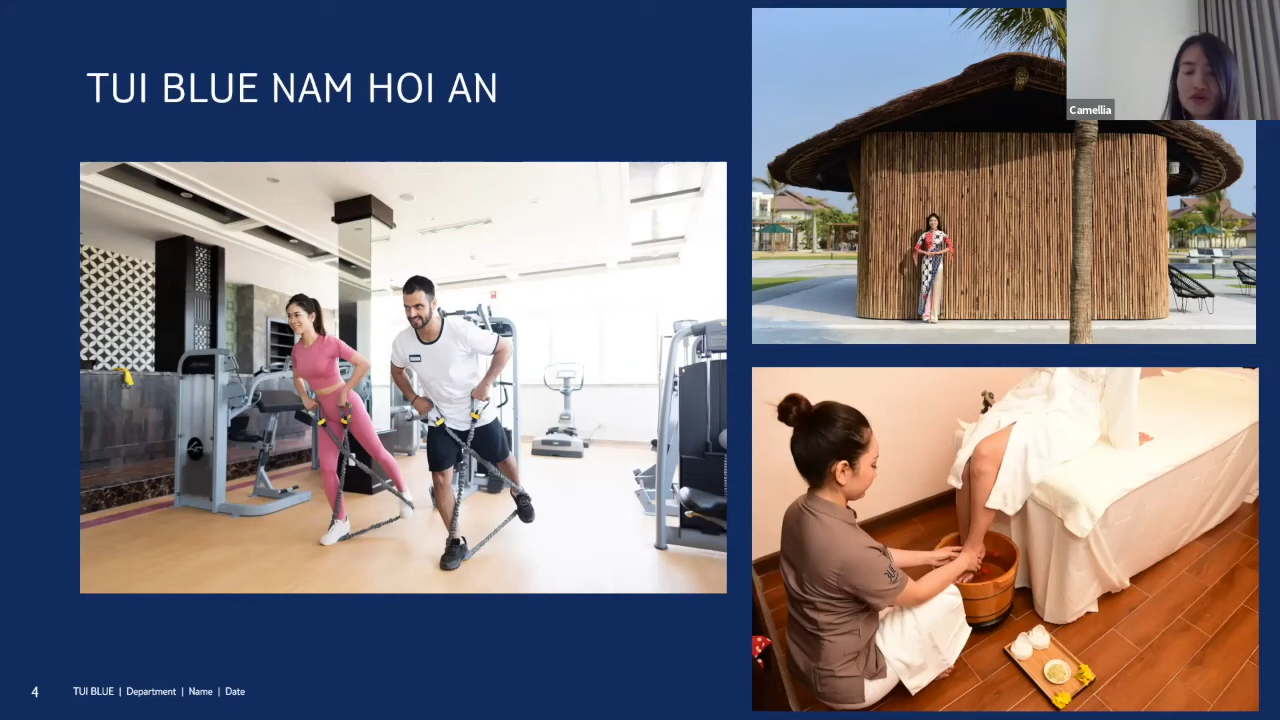 TUI BLUE NAM HOI AN
Camellia
4
TUI BLUE | Department | Name | Date